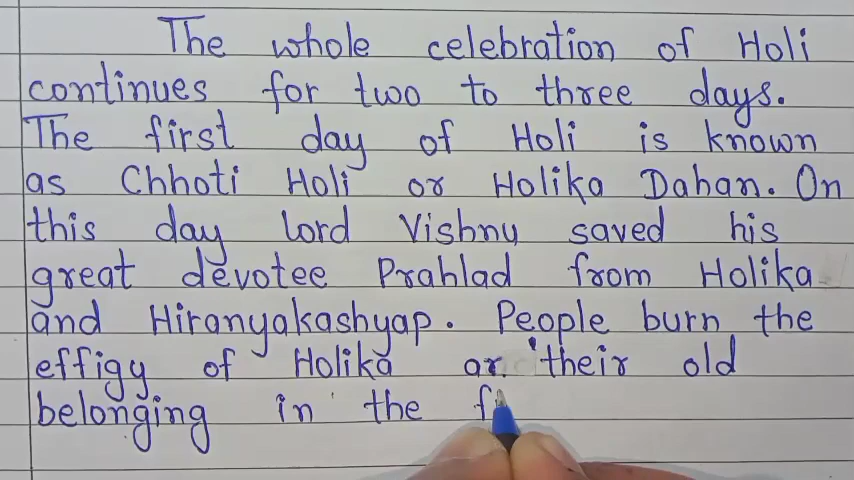 The whole celebration of Holi
continues for two to three days.
The first day of Holi is known
as Chhoti Holi or Holika Dahan. On
this day lord Vishnu saved his
great devotee Prahlad from Holika
and Hiranyakashyap. People burn the
effigy of Holika or their old
belonging in the